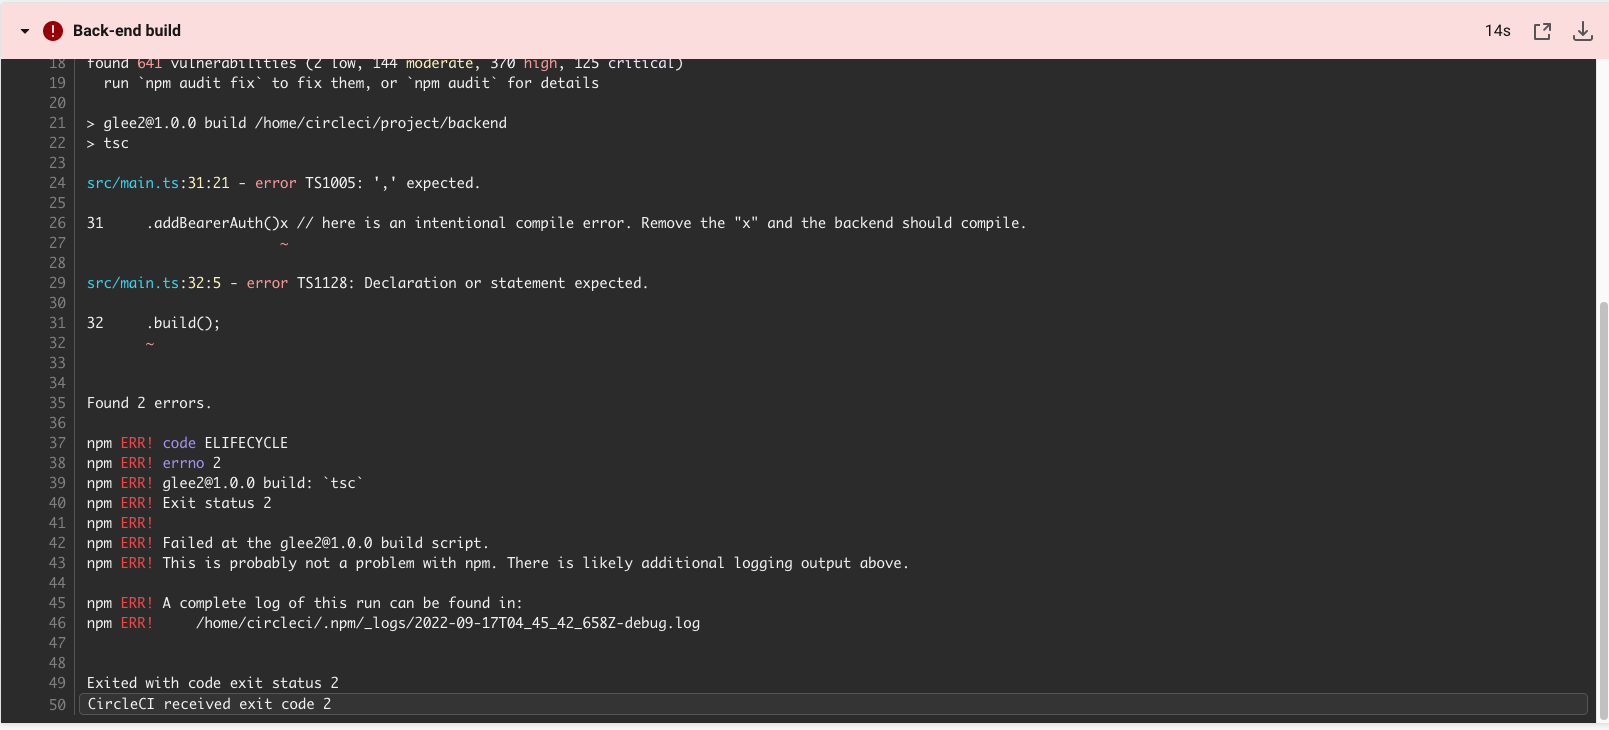 Back-end build 14s
18 found 641 vulnerabilities (2 low, 144 moderate, 370 high, 125 critical)
19 run `npm audit fix` to fix them, or `npm audit` for details
20
21 > glee2@1.0.0 build /home/circleci/project/backend
22 > tsc
23
24 src/main.ts:31:21 - error TS1005: ',' expected.
25
26 31     .addBearerAuth()x // here is an intentional compile error. Remove the "x" and the backend should compile.
27 ~
28
29 src/main.ts:32:5 - error TS1128: Declaration or statement expected.
30
31 32     .build();
32 ~
33
34
35 Found 2 errors.
36
37 npm ERR! code ELIFECYCLE
38 npm ERR! errno 2
39 npm ERR! glee2@1.0.0 build: `tsc`
40 npm ERR! Exit status 2
41 npm ERR!
42 npm ERR! Failed at the glee2@1.0.0 build script.
43 npm ERR! This is probably not a problem with npm. There is likely additional logging output above.
44
45 npm ERR! A complete log of this run can be found in:
46 npm ERR!     /home/circleci/.npm/_logs/2022-09-17T04_45_42_658Z-debug.log
47
48
49 Exited with code exit status 2
50 CircleCI received exit code 2